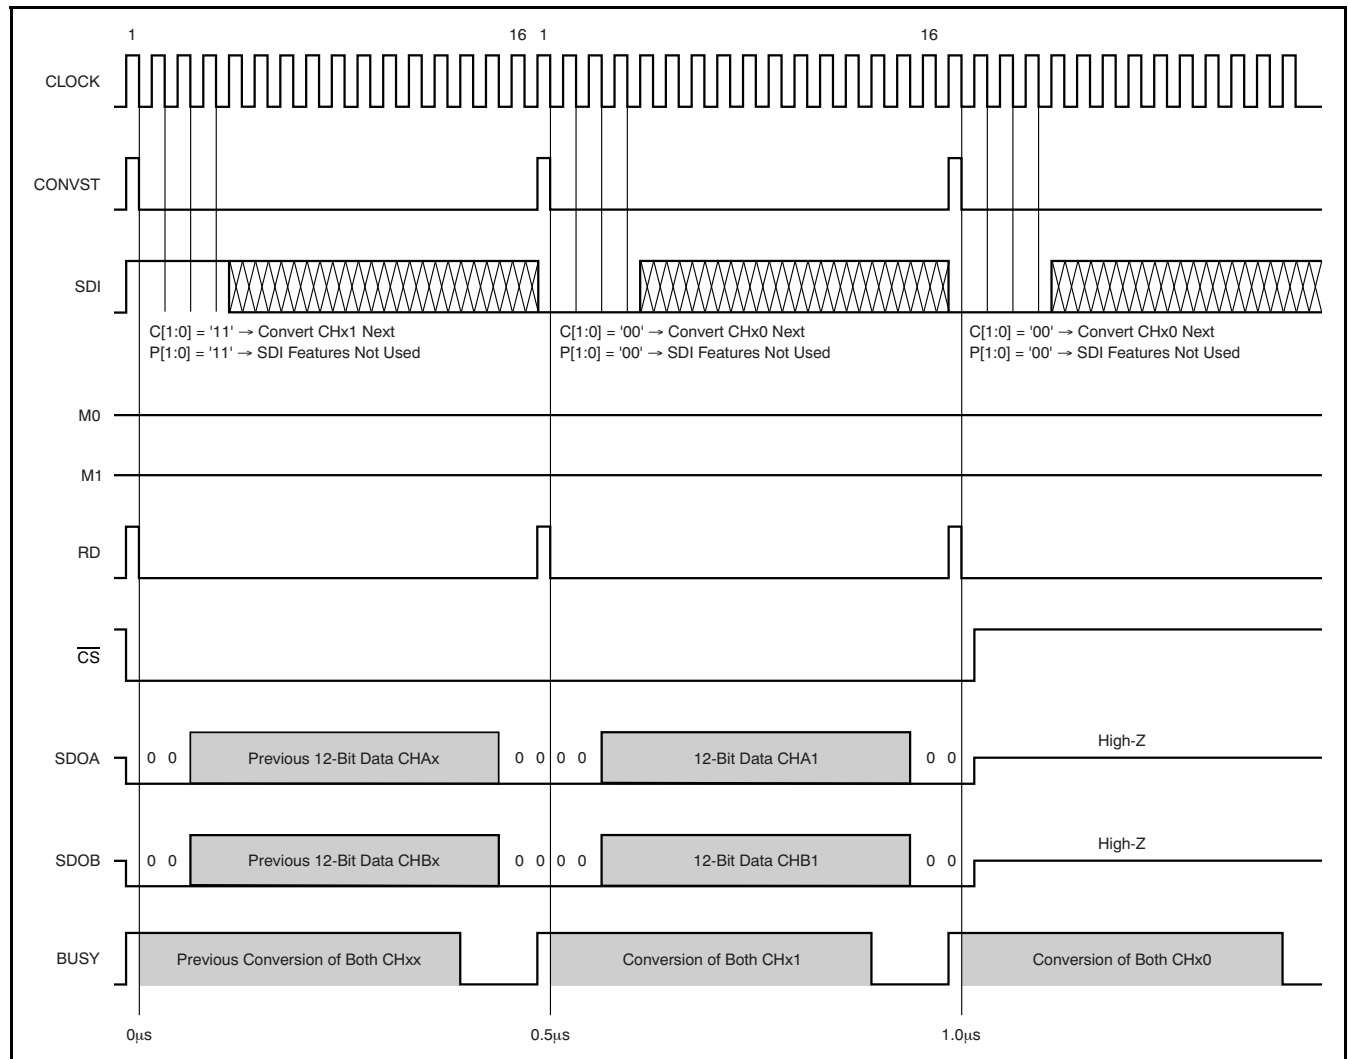 1 16 1 16
CLOCK
CONVST
SDI
C[1:0] = '11' → Convert CHx1 Next
P[1:0] = '11' → SDI Features Not Used
C[1:0] = '00' → Convert CHx0 Next
P[1:0] = '00' → SDI Features Not Used
C[1:0] = '00' → Convert CHx0 Next
P[1:0] = '00' → SDI Features Not Used
M0
M1
RD
CS
SDOA 0 0 Previous 12-Bit Data CHAx 0 0 0 0 12-Bit Data CHA1 0 0 High-Z
SDOB 0 0 Previous 12-Bit Data CHBx 0 0 0 0 12-Bit Data CHB1 0 0 High-Z
BUSY Previous Conversion of Both CHxx Conversion of Both CHx1 Conversion of Both CHx0
0µs 0.5µs 1.0µs